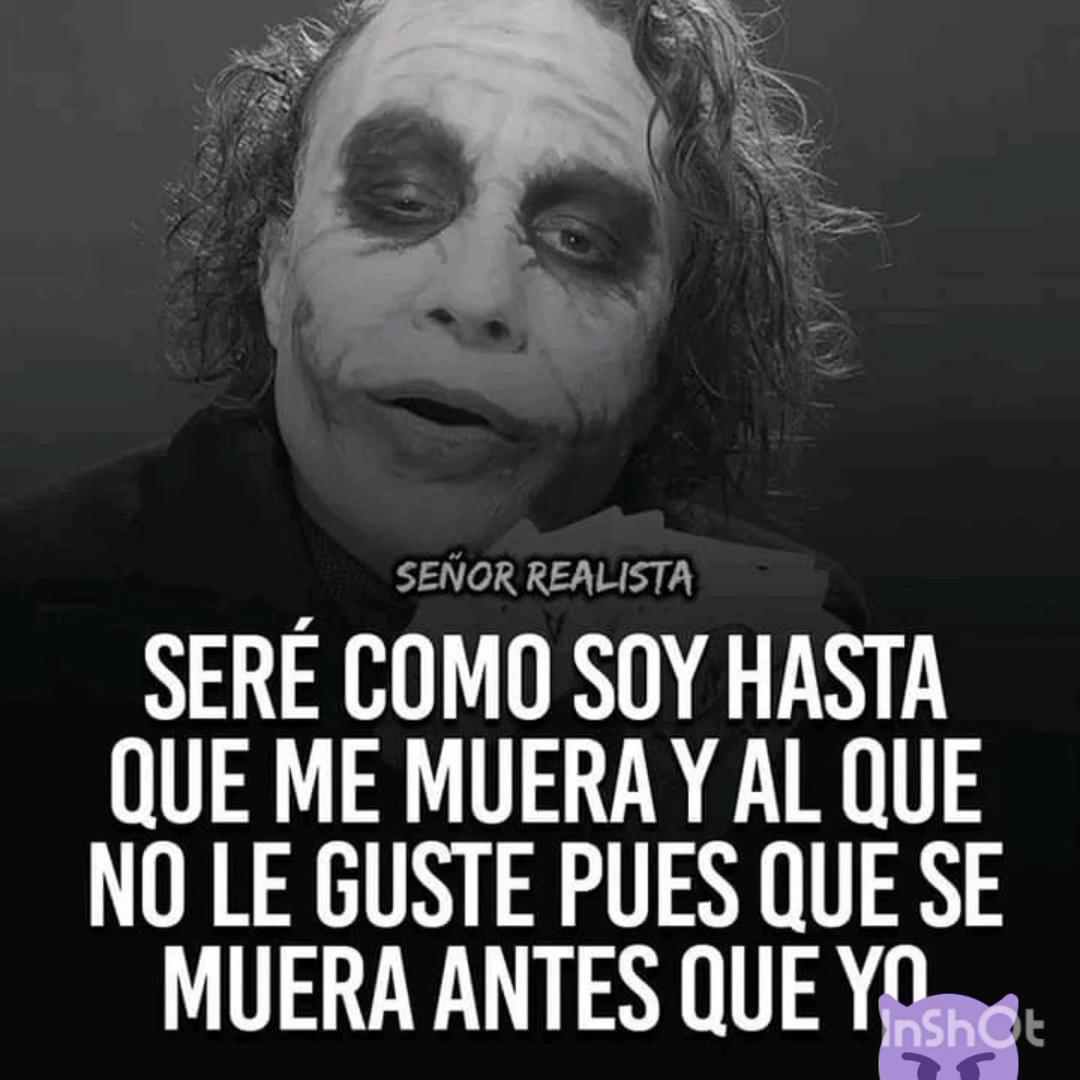 SEÑOR REALISTA
SERÉ COMO SOY HASTA
QUE ME MUERA Y AL QUE
NO LE GUSTE PUES QUE SE
MUERA ANTES QUE YO
InShOt